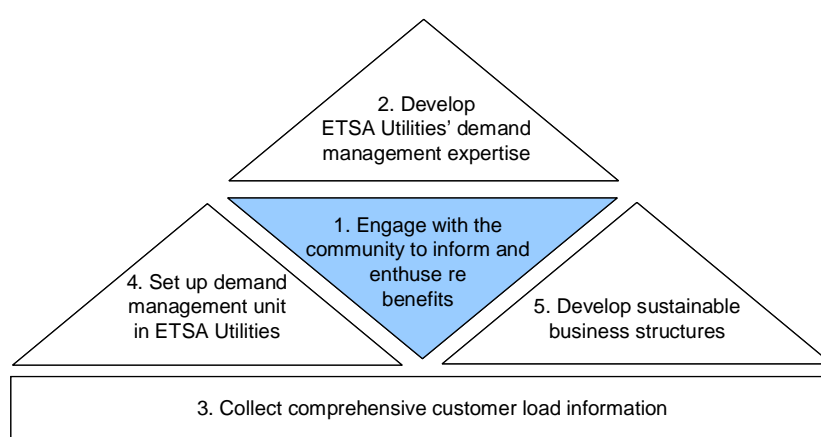 2. Develop
ETSA Utilities’ demand
management expertise
1. Engage with the
community to inform and
enthuse re
benefits
4. Set up demand
management unit
in ETSA Utilities
5. Develop sustainable
business structures
3. Collect comprehensive customer load information